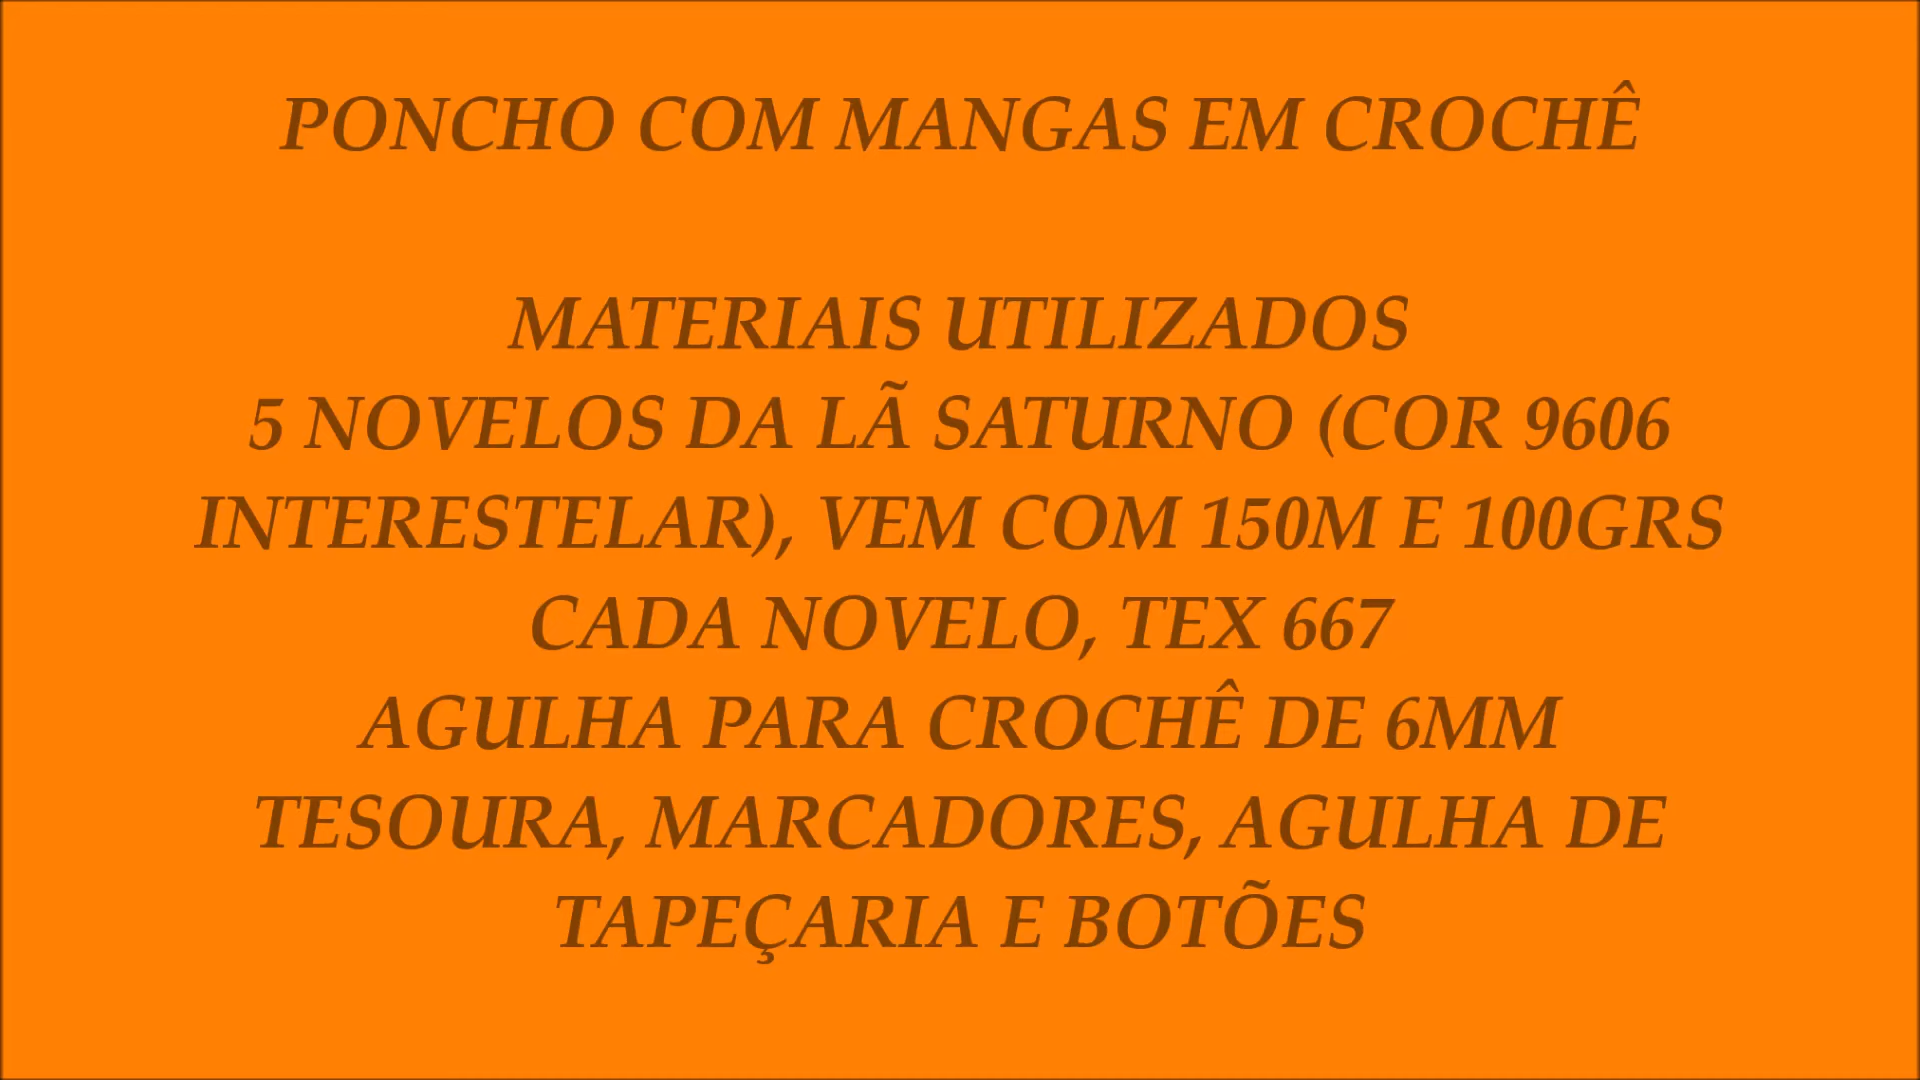 PONCHO COM MANGAS EM CROCHÊ
MATERIAIS UTILIZADOS
5 NOVELOS DA LÃ SATURNO (COR 9606
INTERESTELAR), VEM COM 150M E 100GRS
CADA NOVELO, TEX 667
AGULHA PARA CROCHÊ DE 6MM
TESOURA, MARCADORES, AGULHA DE
TAPEÇARIA E BOTÕES